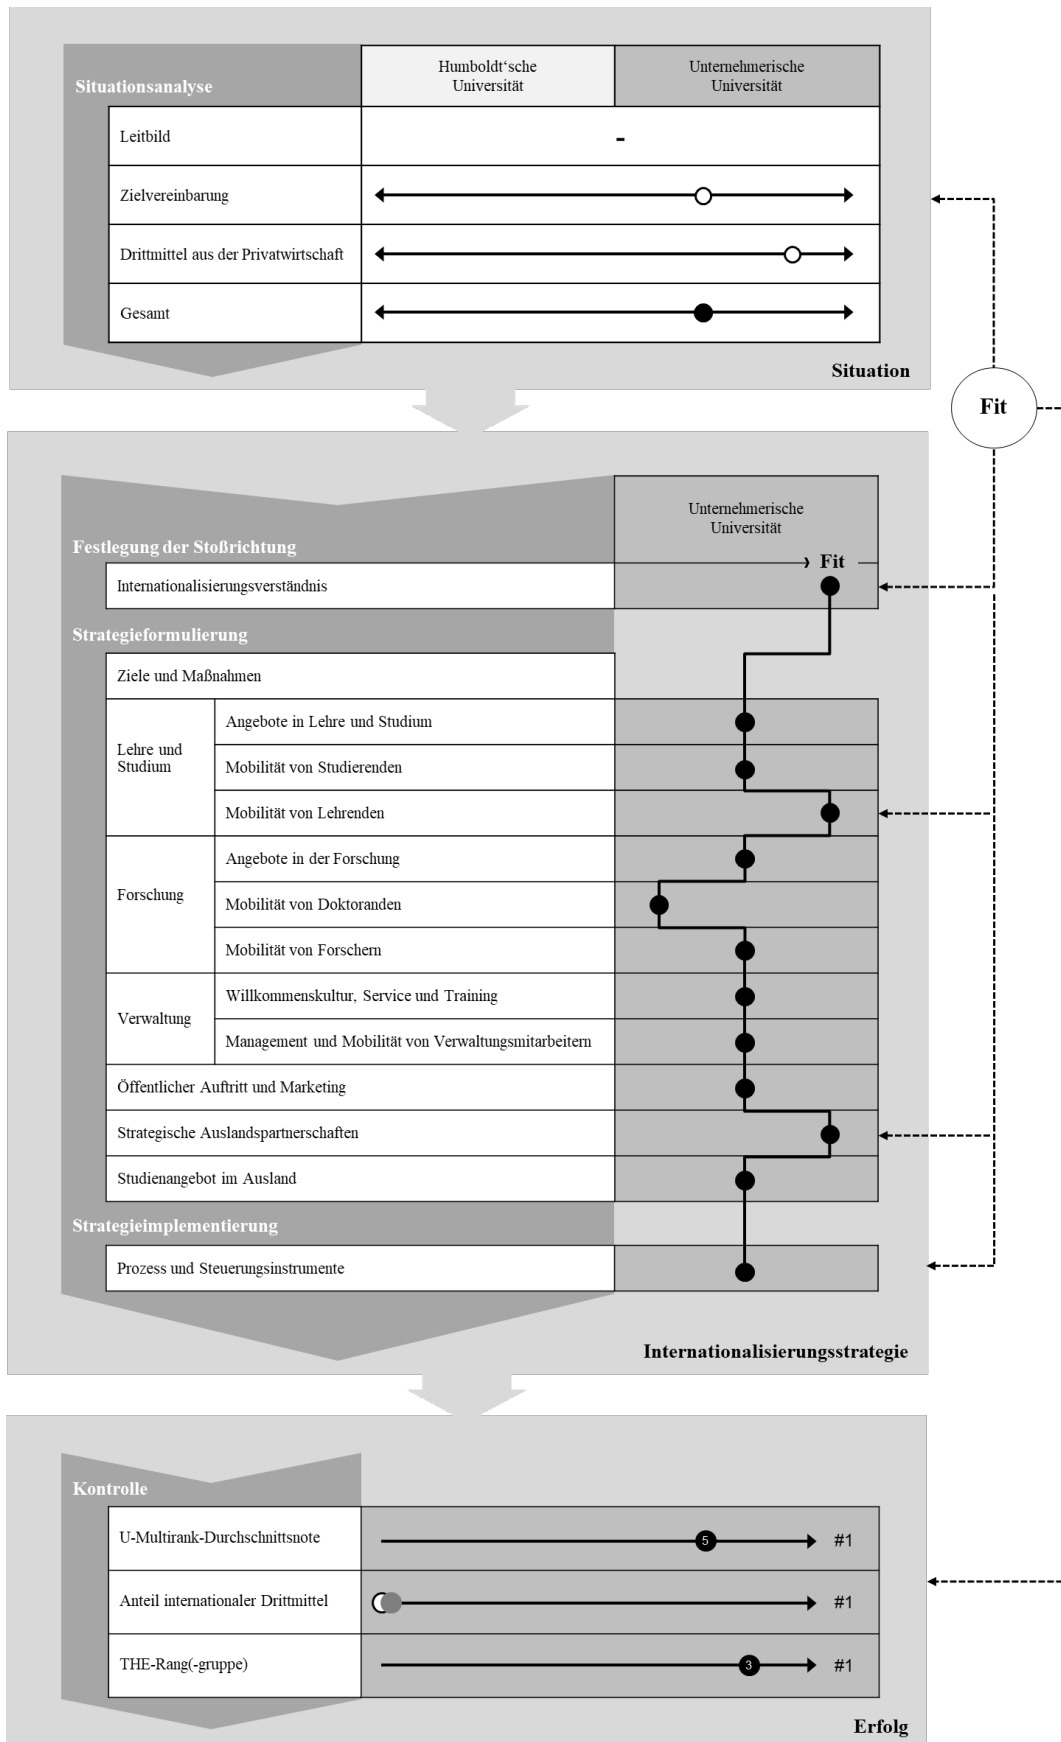 Situationsanalyse
Humboldt‘sche
Universität
Unternehmerische
Universität
Leitbild
-
Zielvereinbarung
Drittmittel aus der Privatwirtschaft
Gesamt
Situation
Fit
Unternehmerische
Universität
Festlegung der Stoßrichtung
Fit
Internationalisierungsverständnis
Strategieformulierung
Ziele und Maßnahmen
Lehre und
Studium
Angebote in Lehre und Studium
Mobilität von Studierenden
Mobilität von Lehrenden
Forschung
Angebote in der Forschung
Mobilität von Doktoranden
Mobilität von Forschern
Verwaltung
Willkommenskultur, Service und Training
Management und Mobilität von Verwaltungsmitarbeitern
Öffentlicher Auftritt und Marketing
Strategische Auslandspartnerschaften
Studienangebot im Ausland
Strategieimplementierung
Prozess und Steuerungsinstrumente
Internationalisierungsstrategie
Kontrolle
U-Multirank-Durchschnittsnote
5
#1
Anteil internationaler Drittmittel
#1
THE-Rang(-gruppe)
3
#1
Erfolg